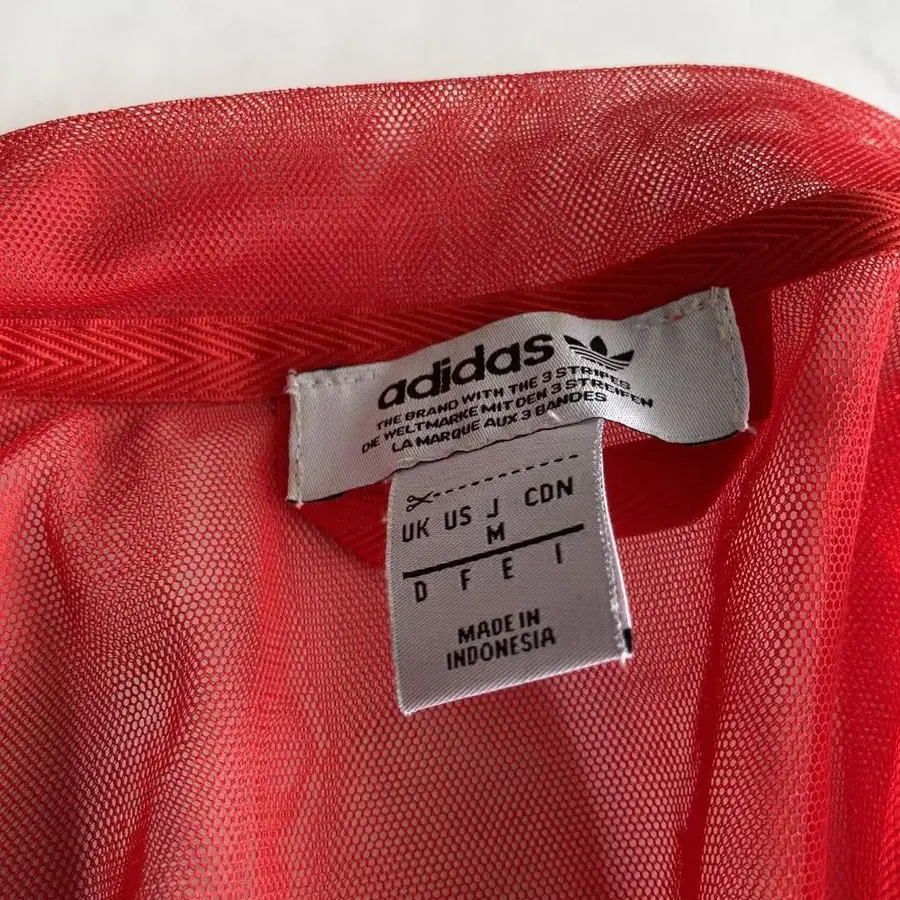 adidas
THE BRAND WITH THE 3 STRIPES
DIE WELTMARKE MIT DEN 3 STREIFEN
LA MARQUE AUX 3 BANDES
UK US J CDN
M
D F E I
MADE IN
INDONESIA